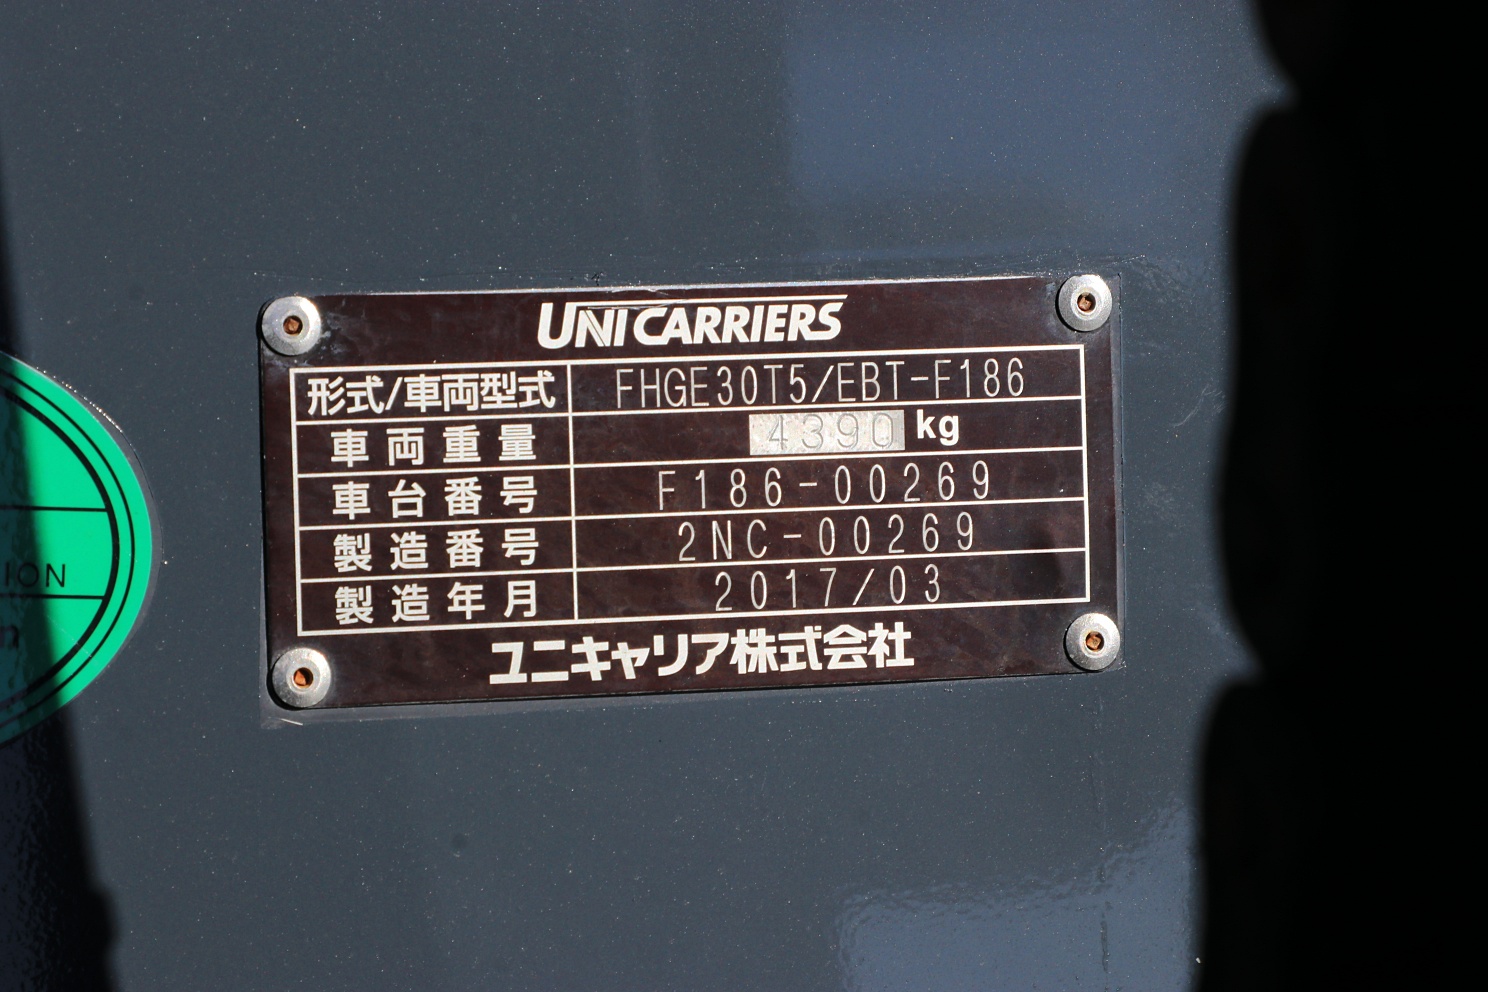 UNICARRIERS
形式/車両型式 FHGE30T5/EBT-F186
車両重量 4390 kg
車台番号 F186-00269
製造番号 2NC-00269
製造年月 2017/03
ユニキャリア株式会社
ION